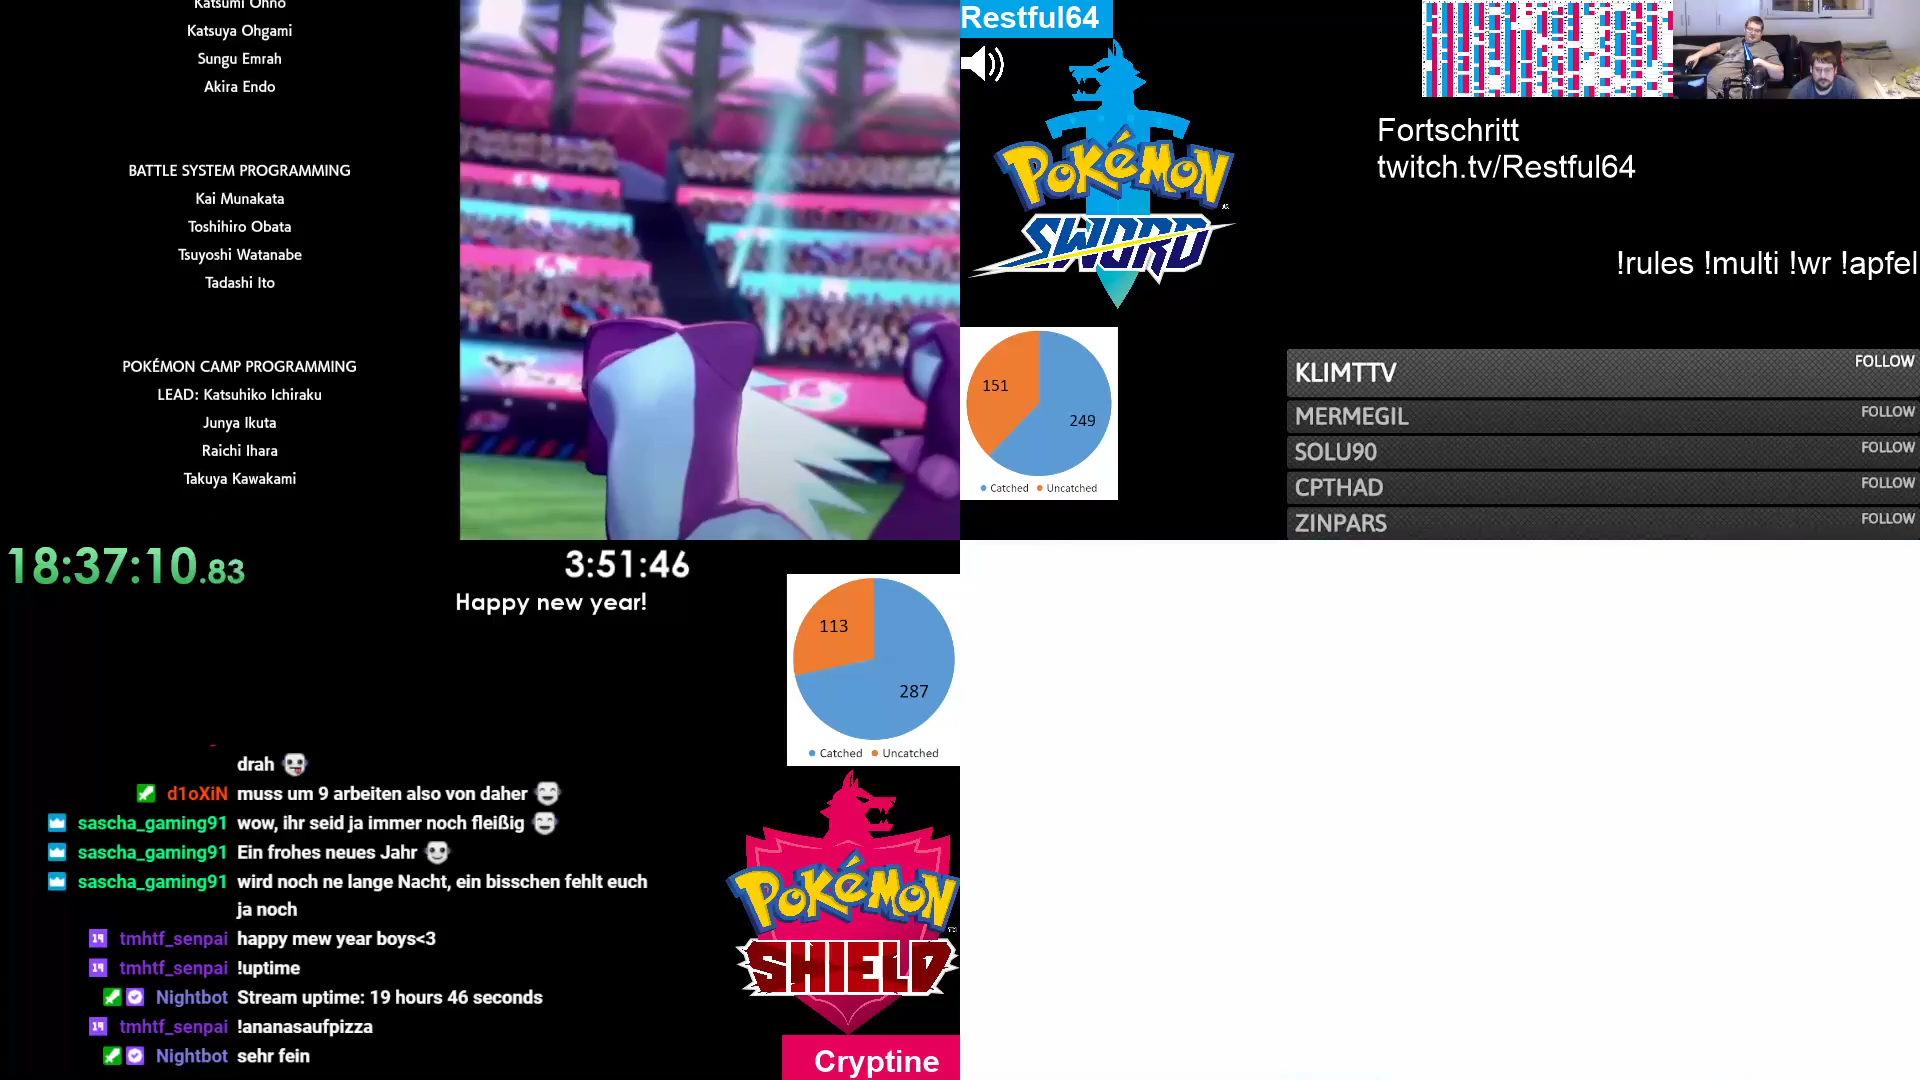 Katsumi Ohno
Katsuya Ohgami
Sungu Emrah
Akira Endo
BATTLE SYSTEM PROGRAMMING
Kai Munakata
Toshihiro Obata
Tsuyoshi Watanabe
Tadashi Ito
POKÉMON CAMP PROGRAMMING
LEAD: Katsuhiko Ichiraku
Junya Ikuta
Raichi Ihara
Takuya Kawakami
Restful64
POKéMON
SWORD
Fortschritt
twitch.tv/Restful64
!rules !multi !wr !apfel
151
249
Catched Uncatched
KLIMTTV FOLLOW
MERMEGIL FOLLOW
SOLU90 FOLLOW
CPTHAD FOLLOW
ZINPARS FOLLOW
18:37:10.83
3:51:46
Happy new year!
113
287
Catched Uncatched
drah
d1oXiN muss um 9 arbeiten also von daher
sascha_gaming91 wow, ihr seid ja immer noch fleißig
sascha_gaming91 Ein frohes neues Jahr
sascha_gaming91 wird noch ne lange Nacht, ein bisschen fehlt euch
ja noch
19 tmhtf_senpai happy mew year boys<3
19 tmhtf_senpai !uptime
Nightbot Stream uptime: 19 hours 46 seconds
19 tmhtf_senpai !ananasaufpizza
Nightbot sehr fein
POKéMON
SHIELD
Cryptine